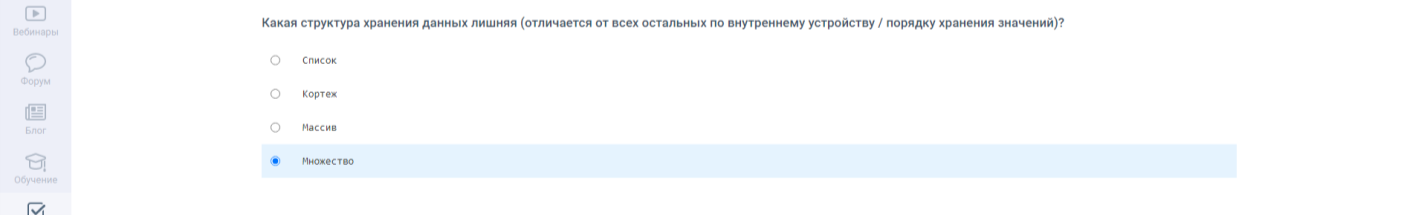 Вебинары
Форум
Блог
Обучение
Какая структура хранения данных лишняя (отличается от всех остальных по внутреннему устройству / порядку хранения значений)?
Список
Кортеж
Массив
Множество